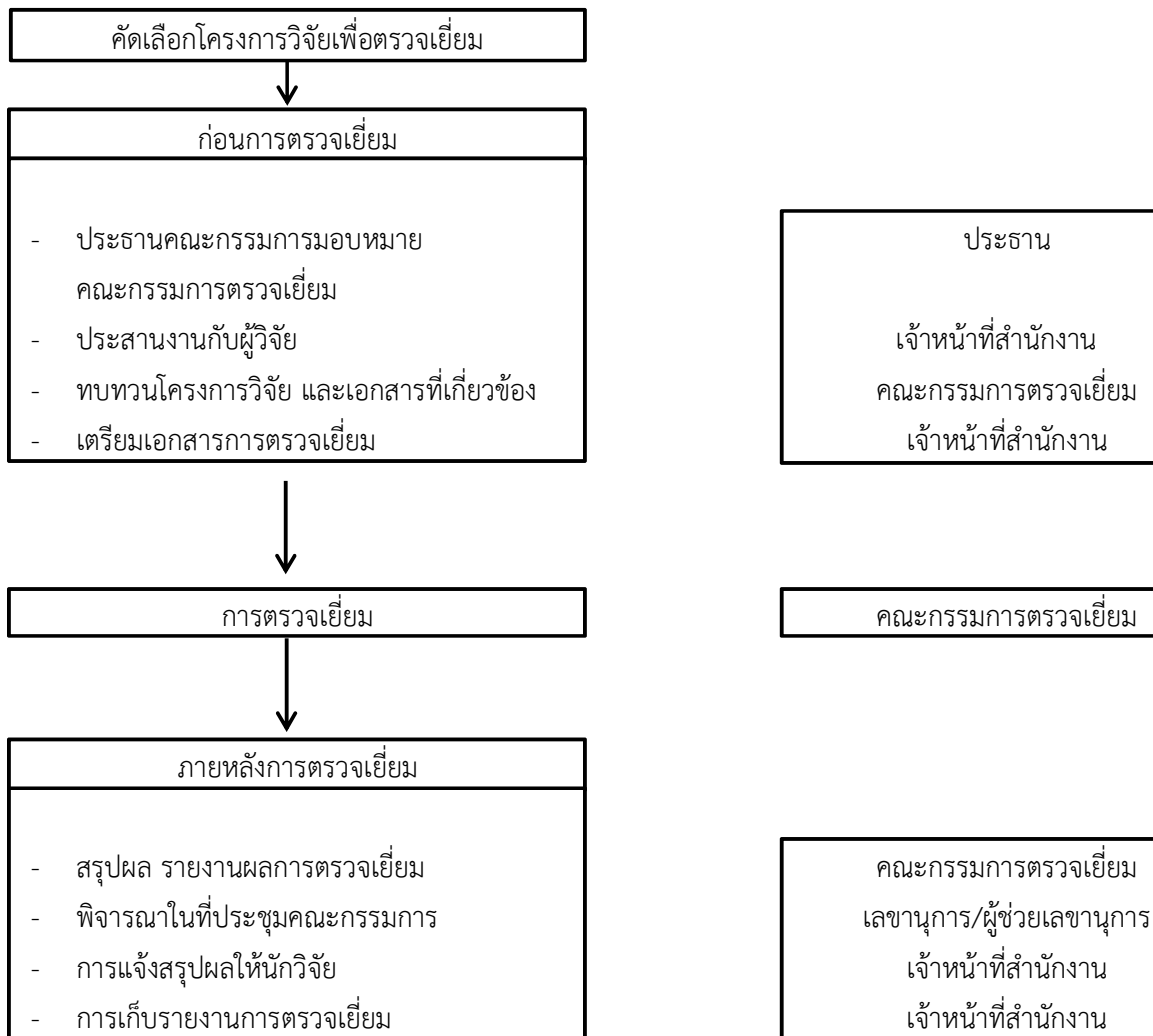 คัดเลือกโครงการวิจัยเพื่อตรวจเยี่ยม
ก่อนการตรวจเยี่ยม
- ประธานคณะกรรมการมอบหมาย
คณะกรรมการตรวจเยี่ยม
- ประสานงานกับผู้วิจัย
- ทบทวนโครงการวิจัย และเอกสารที่เกี่ยวข้อง
- เตรียมเอกสารการตรวจเยี่ยม
ประธาน
เจ้าหน้าที่สำนักงาน
คณะกรรมการตรวจเยี่ยม
เจ้าหน้าที่สำนักงาน
การตรวจเยี่ยม
คณะกรรมการตรวจเยี่ยม
ภายหลังการตรวจเยี่ยม
- สรุปผล รายงานผลการตรวจเยี่ยม
- พิจารณาในที่ประชุมคณะกรรมการ
- การแจ้งสรุปผลให้นักวิจัย
- การเก็บรายงานการตรวจเยี่ยม
คณะกรรมการตรวจเยี่ยม
เลขานุการ/ผู้ช่วยเลขานุการ
เจ้าหน้าที่สำนักงาน
เจ้าหน้าที่สำนักงาน